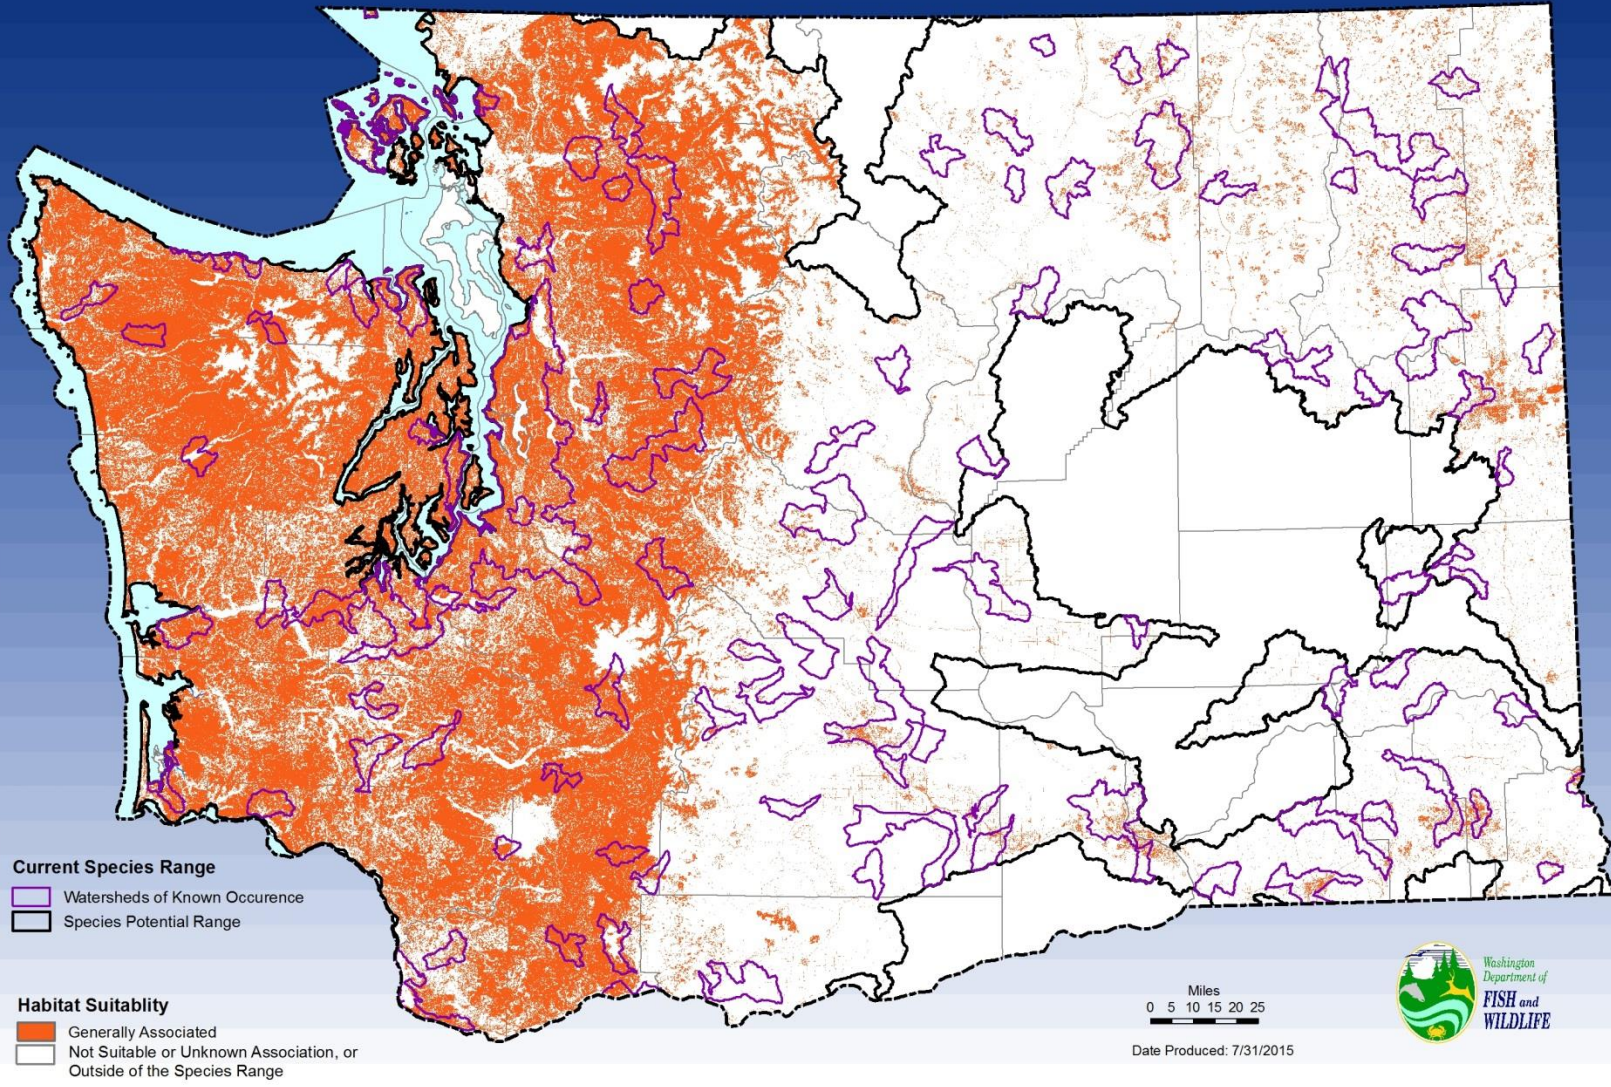 Current Species Range
Watersheds of Known Occurence
Species Potential Range
Habitat Suitablity
Generally Associated
Not Suitable or Unknown Association, or
Outside of the Species Range
Miles
0 5 10 15 20 25
Date Produced: 7/31/2015
Washington
Department of
FISH and
WILDLIFE